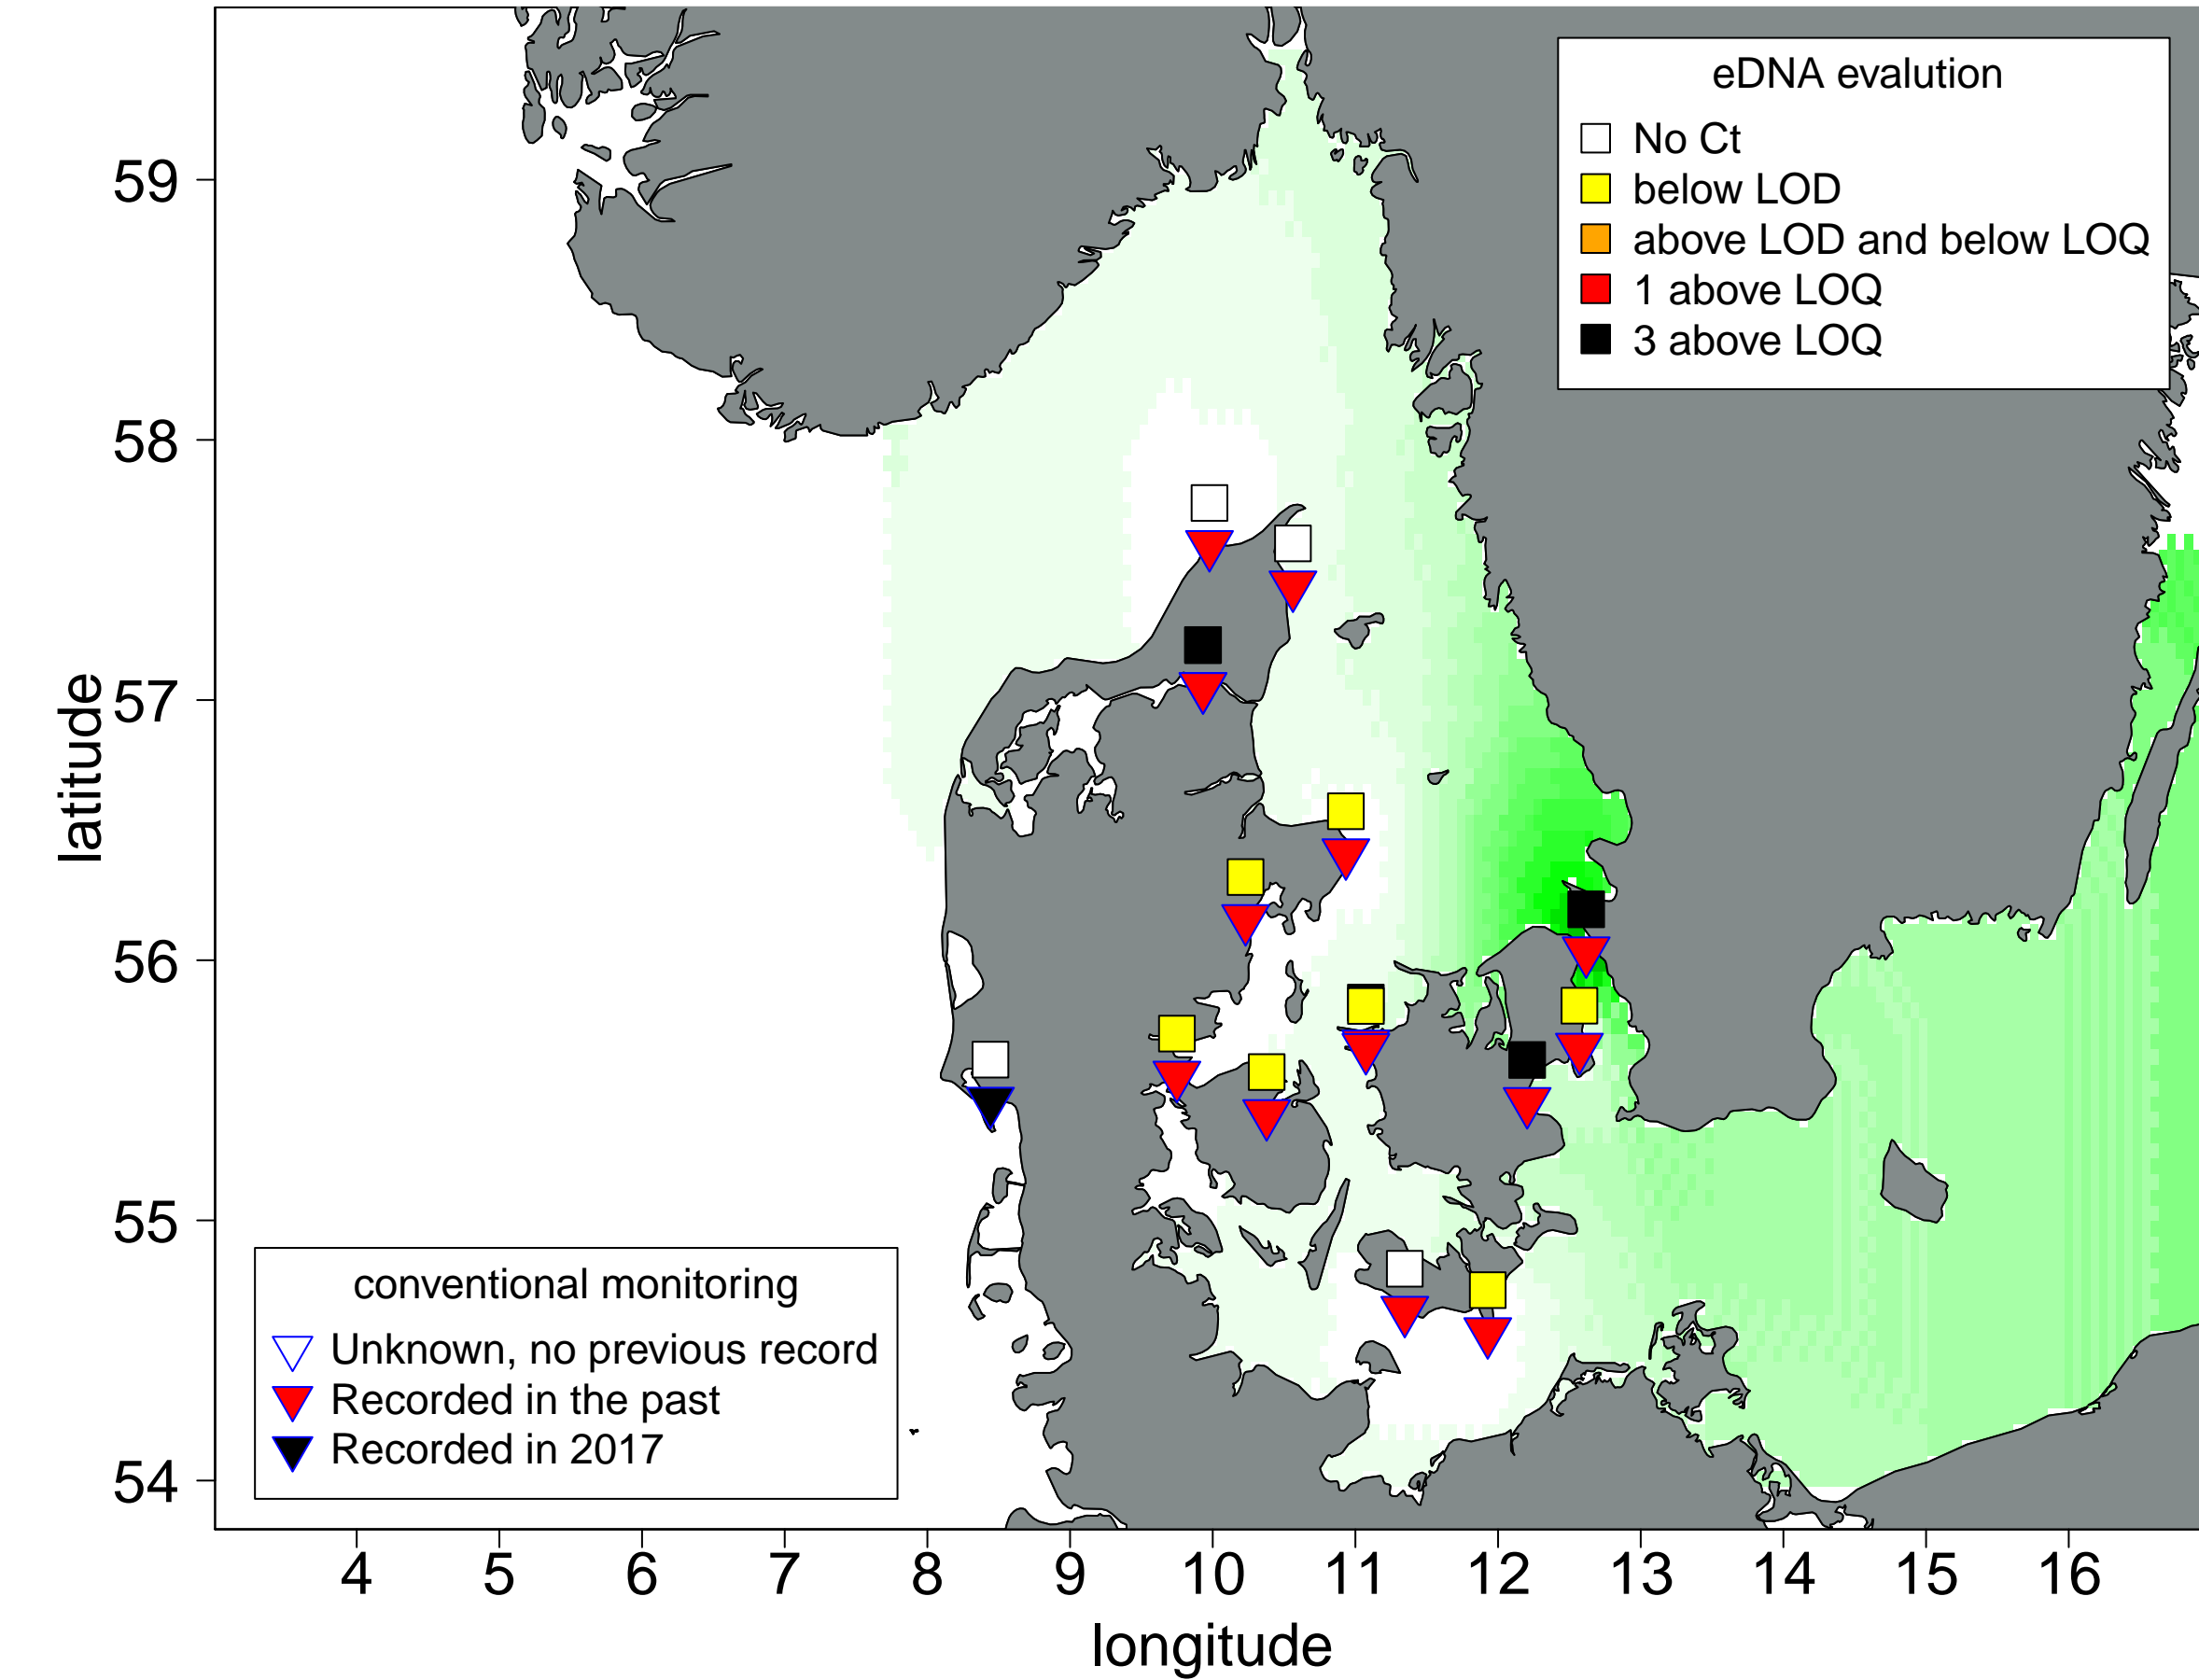 eDNA evalution
No Ct
below LOD
above LOD and below LOQ
1 above LOQ
3 above LOQ
59
58
57
56
55
54
latitude
conventional monitoring
Unknown, no previous record
Recorded in the past
Recorded in 2017
4 5 6 7 8 9 10 11 12 13 14 15 16
longitude